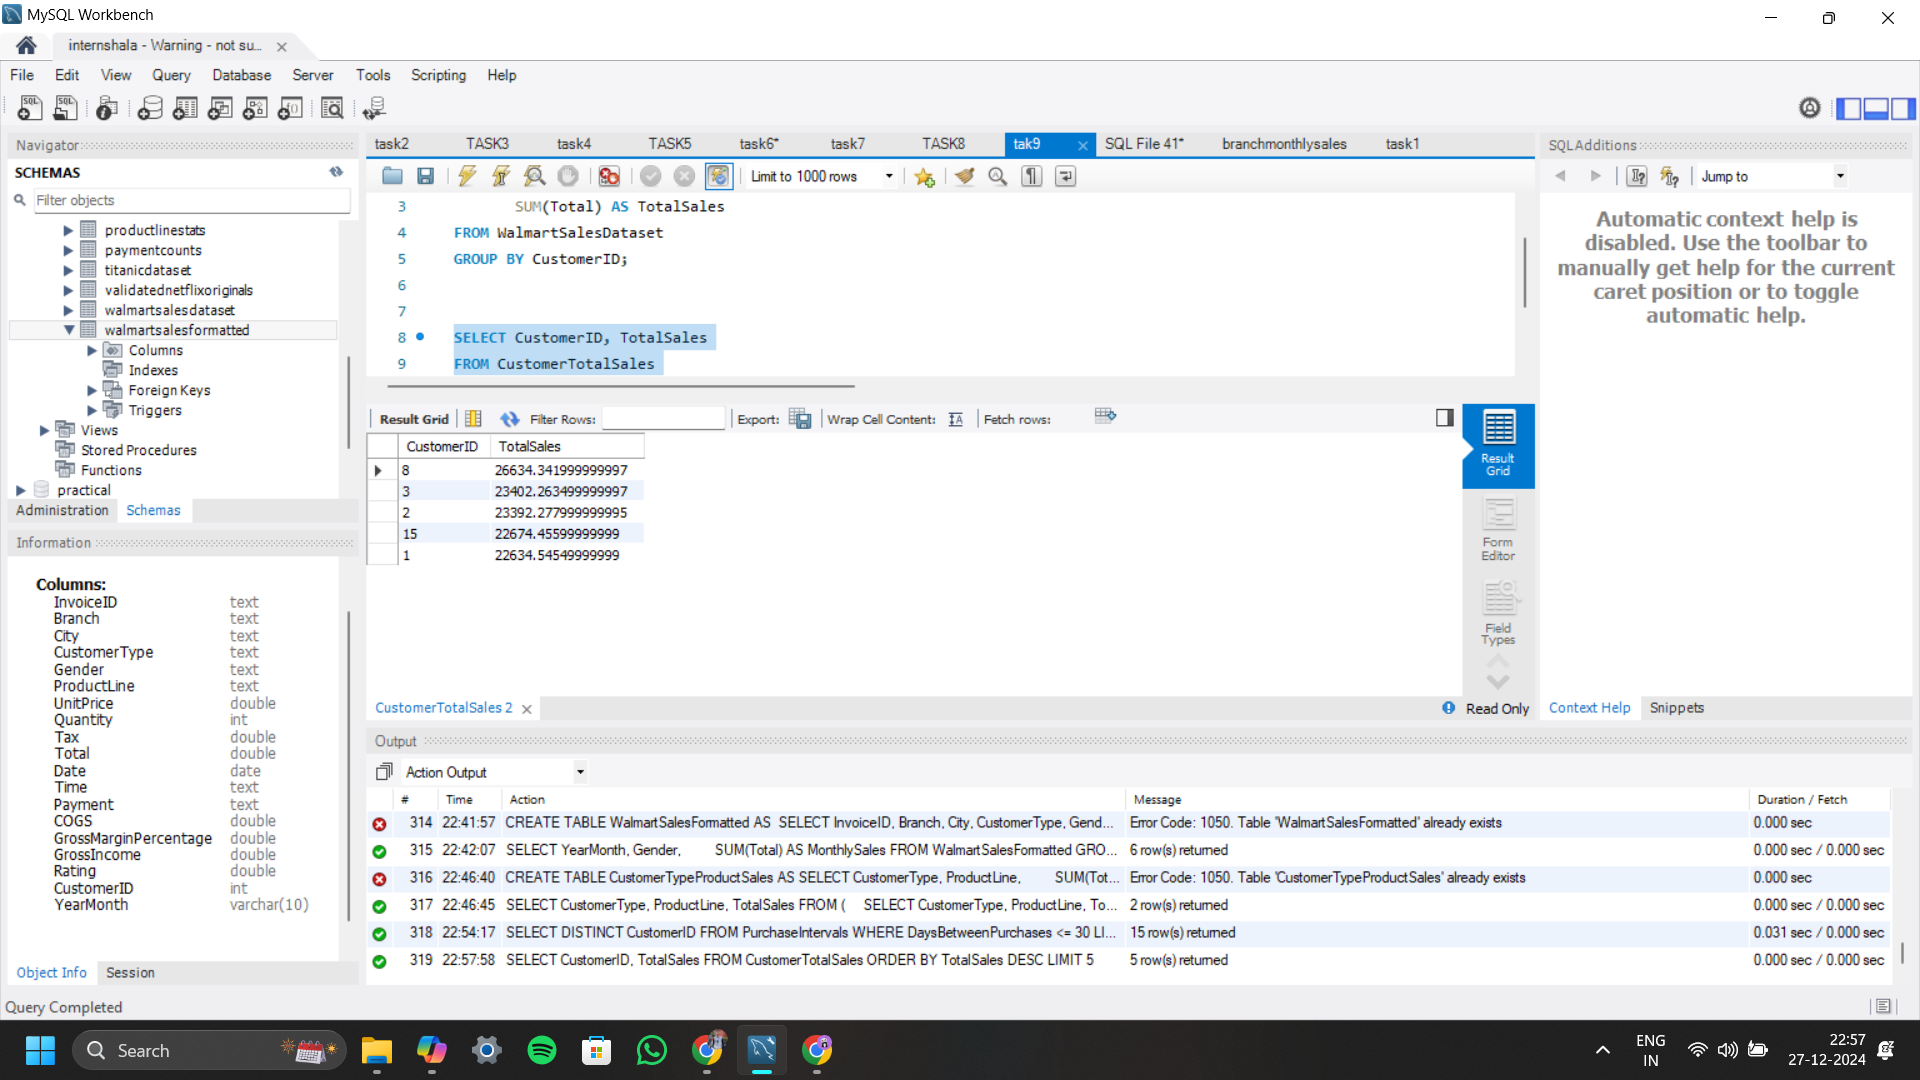 MySQL Workbench
internshala - Warning - not su...
File Edit View Query Database Server Tools Scripting Help
Navigator
SCHEMAS
Filter objects
productlinestats
paymentcounts
titanicdataset
validatednetflixoriginals
walmartsalesdataset
walmartsalesformatted
Columns
Indexes
Foreign Keys
Triggers
Views
Stored Procedures
Functions
practical
Administration Schemas
Information
Columns:
InvoiceID text
Branch text
City text
CustomerType text
Gender text
ProductLine text
UnitPrice double
Quantity int
Tax double
Total double
Date date
Time text
Payment text
COGS double
GrossMarginPercentage double
GrossIncome double
Rating double
CustomerID int
YearMonth varchar(10)
Object Info Session
Query Completed
task2 TASK3 task4 TASK5 task6* task7 TASK8 tak9 SQL File 41* branchmonthlysales task1
Limit to 1000 rows
3 SUM(Total) AS TotalSales
4 FROM WalmartSalesDataset
5 GROUP BY CustomerID;
6
7
8 SELECT CustomerID, TotalSales
9 FROM CustomerTotalSales
Result Grid Filter Rows: Export: Wrap Cell Content: Fetch rows:
CustomerID TotalSales
8 26634.341999999997
3 23402.263499999997
2 23392.277999999995
15 22674.45599999999
1 22634.54549999999
Result
Grid
Form
Editor
Field
Types
CustomerTotalSales 2
Read Only
SQLAdditions
Jump to
Automatic context help is
disabled. Use the toolbar to
manually get help for the current
caret position or to toggle
automatic help.
Context Help Snippets
Output
Action Output
# Time Action Message Duration / Fetch
314 22:41:57 CREATE TABLE WalmartSalesFormatted AS SELECT InvoiceID, Branch, City, CustomerType, Gend... Error Code: 1050. Table 'WalmartSalesFormatted' already exists 0.000 sec
315 22:42:07 SELECT YearMonth, Gender, SUM(Total) AS MonthlySales FROM WalmartSalesFormatted GRO... 6 row(s) returned 0.000 sec / 0.000 sec
316 22:46:40 CREATE TABLE CustomerTypeProductSales AS SELECT CustomerType, ProductLine, SUM(Tot... Error Code: 1050. Table 'CustomerTypeProductSales' already exists 0.000 sec
317 22:46:45 SELECT CustomerType, ProductLine, TotalSales FROM ( SELECT CustomerType, ProductLine, To... 2 row(s) returned 0.000 sec / 0.000 sec
318 22:54:17 SELECT DISTINCT CustomerID FROM PurchaseIntervals WHERE DaysBetweenPurchases <= 30 LI... 15 row(s) returned 0.031 sec / 0.000 sec
319 22:57:58 SELECT CustomerID, TotalSales FROM CustomerTotalSales ORDER BY TotalSales DESC LIMIT 5 5 row(s) returned 0.000 sec / 0.000 sec
Search
ENG
IN
22:57
27-12-2024